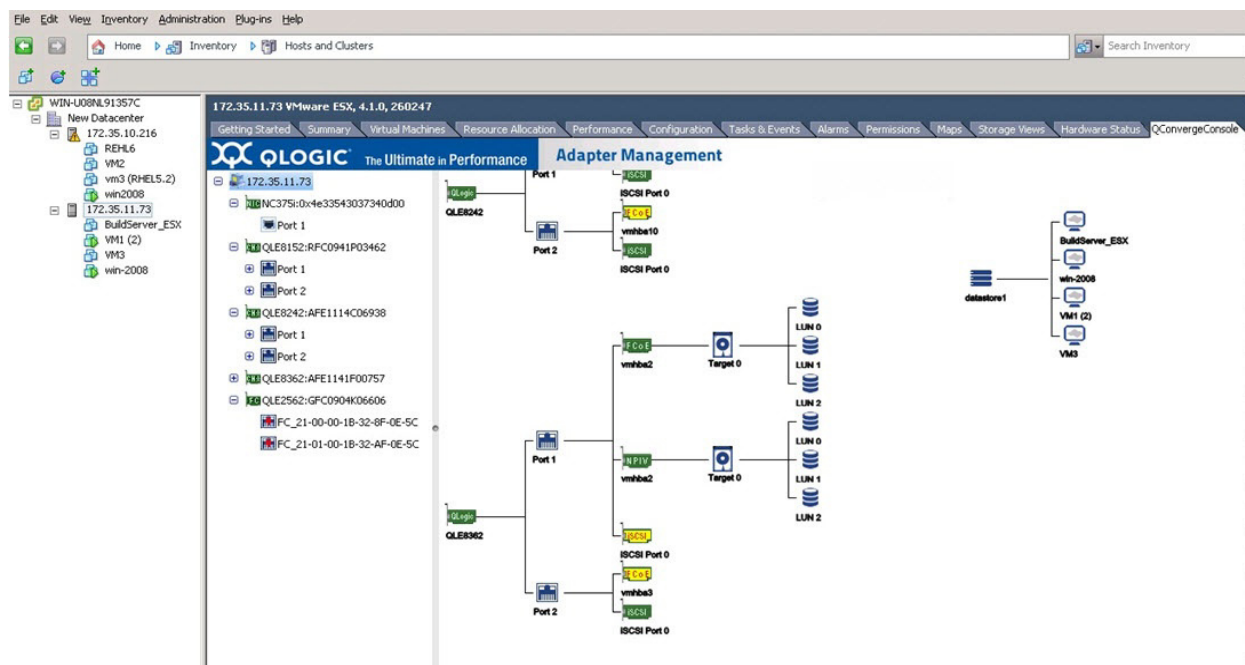 File Edit View Inventory Administration Plug-ins Help
Home Inventory Hosts and Clusters Search Inventory
WIN-U08NL91357C
New Datacenter
172.35.10.216
REHL6
VM2
vm3 (RHEL5.2)
win2008
172.35.11.73
BuildServer_ESX
VM1 (2)
VM3
win-2008
172.35.11.73 VMware ESX, 4.1.0, 260247
Getting Started Summary Virtual Machines Resource Allocation Performance Configuration Tasks & Events Alarms Permissions Maps Storage Views Hardware Status QConvergeConsole
QLOGIC The Ultimate in Performance Adapter Management
172.35.11.73
NC375i:0x4e33543037340d00
Port 1
QLE8152:RFC0941P03462
Port 1
Port 2
QLE8242:AFE1114C06938
Port 1
Port 2
QLE8362:AFE1141F00757
QLE2562:GFC0904K06606
FC_21-00-00-1B-32-8F-0E-5C
FC_21-01-00-1B-32-AF-0E-5C
QLogic
QLE8242
Port 1
iSCSI
iSCSI Port 0
Port 2
FCoE
vmhba10
iSCSI
iSCSI Port 0
QLogic
QLE8362
Port 1
FCoE
vmhba2
Target 0
LUN 0
LUN 1
LUN 2
NPIV
vmhba2
Target 0
LUN 0
LUN 1
LUN 2
iSCSI
iSCSI Port 0
Port 2
FCoE
vmhba3
iSCSI
iSCSI Port 0
datastore1
BuildServer_ESX
win-2008
VM1 (2)
VM3